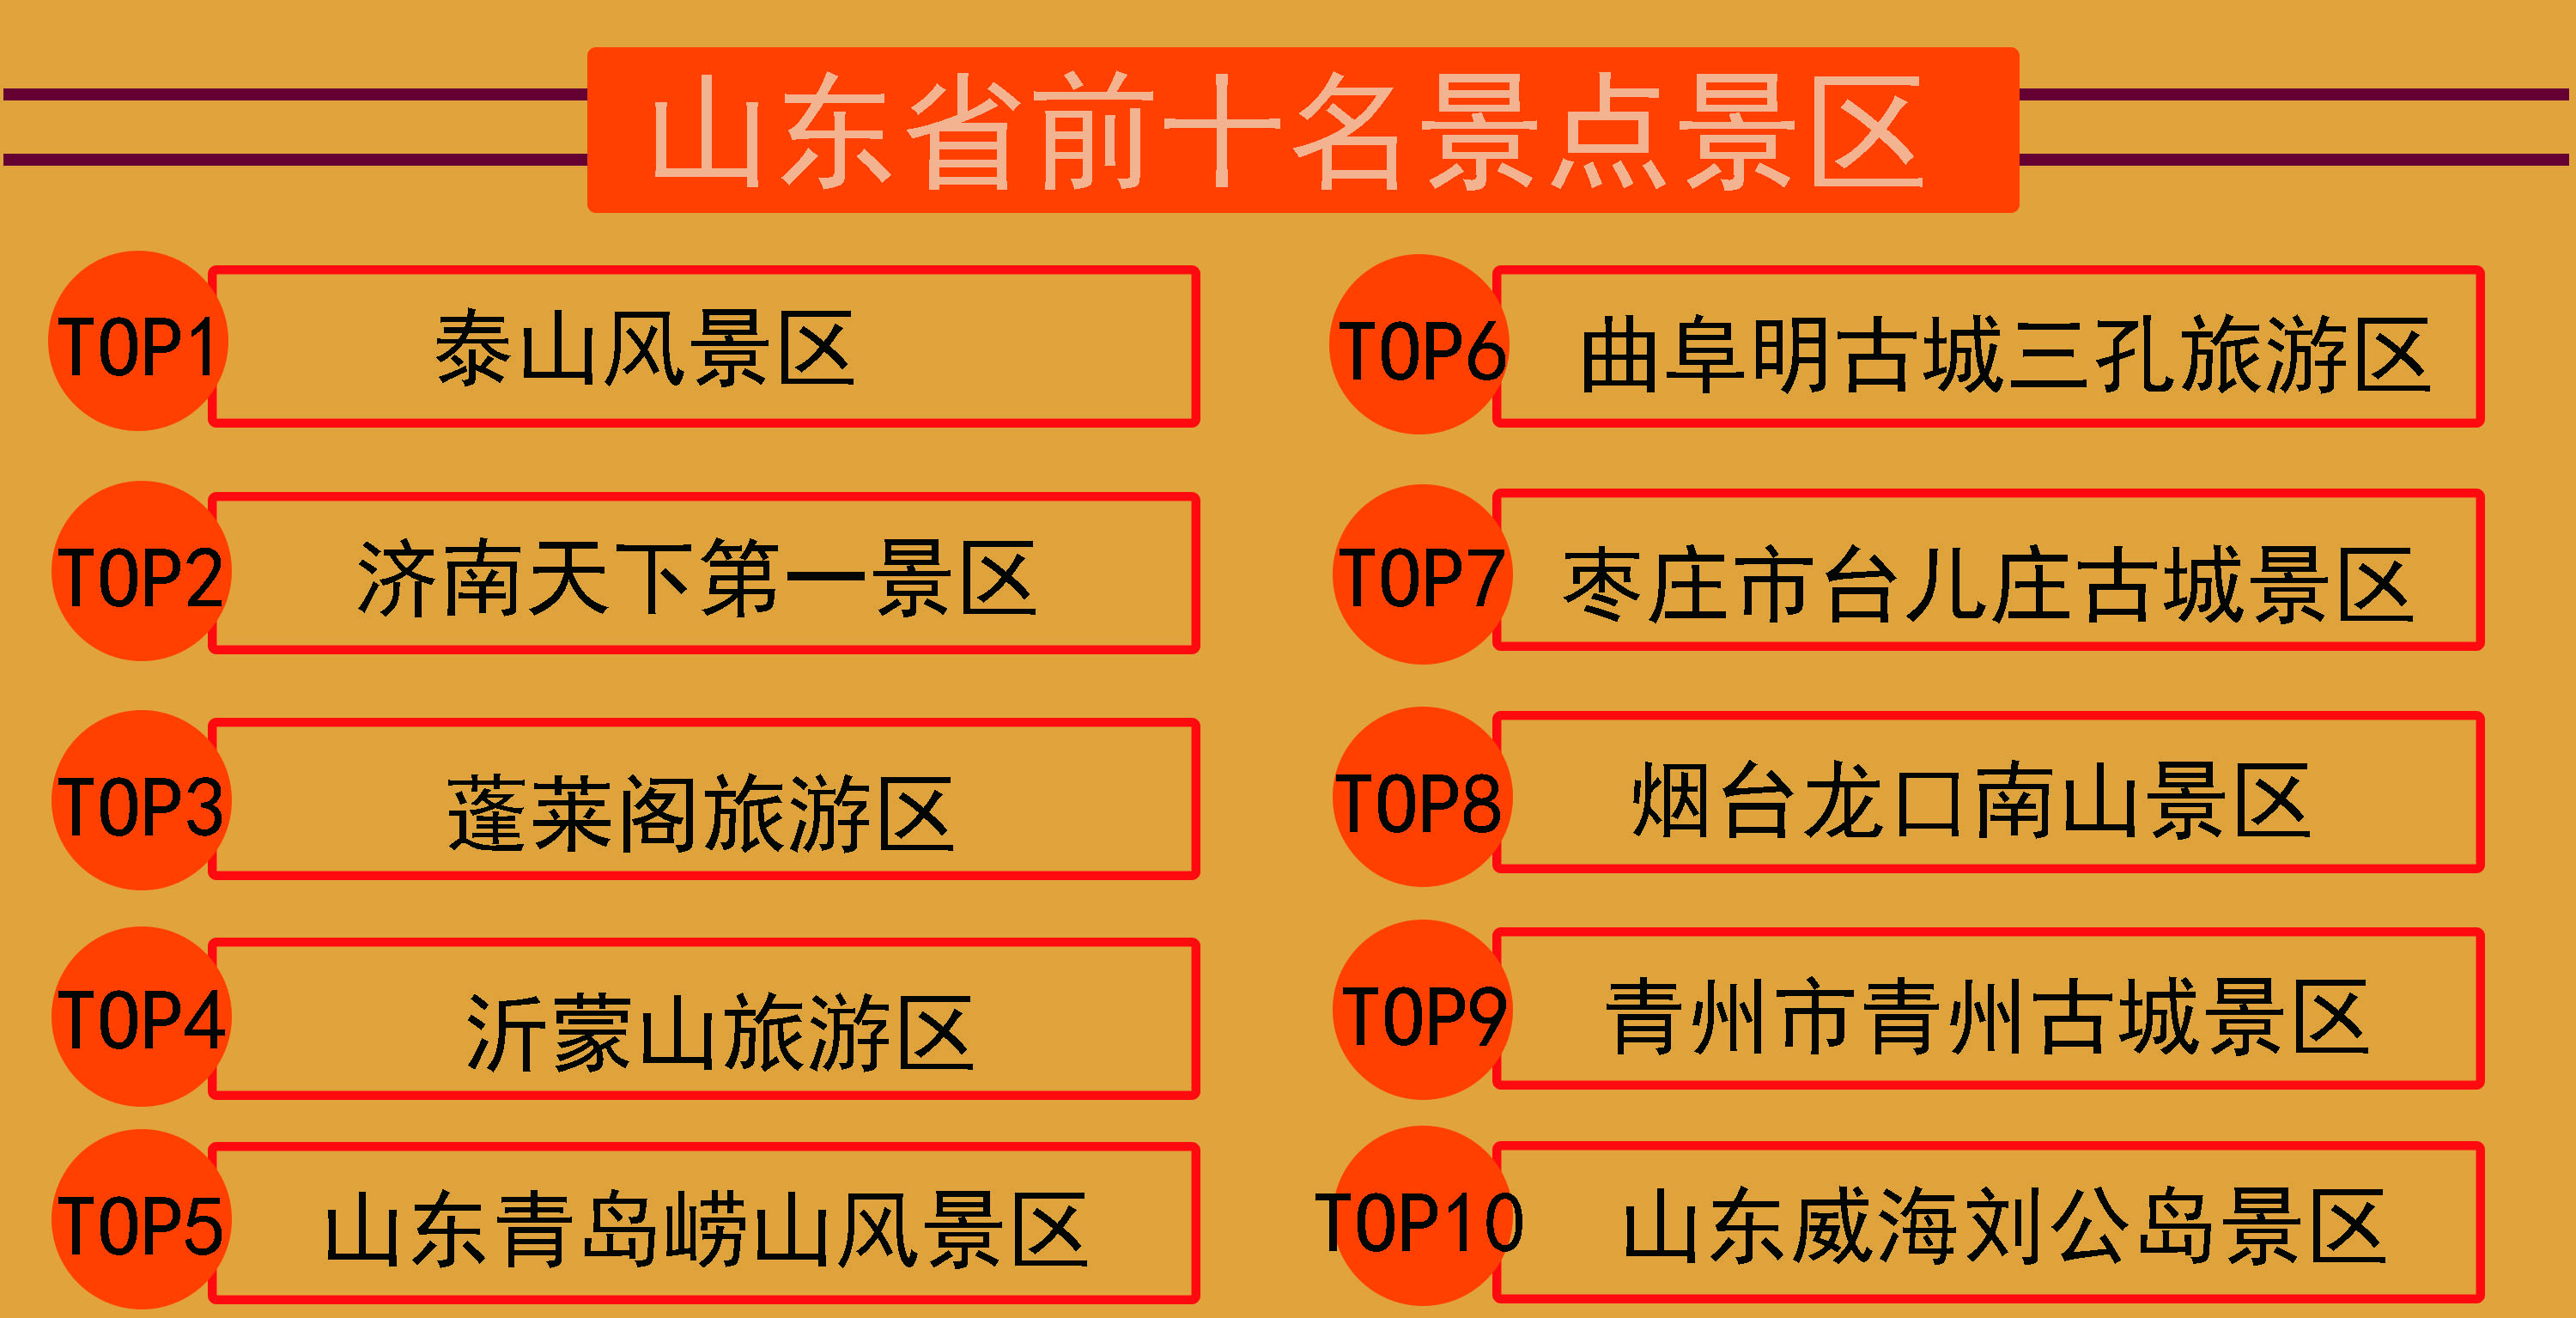 山东省前十名景点景区
TOP1 泰山风景区
TOP2 济南天下第一景区
TOP3 蓬莱阁旅游区
TOP4 沂蒙山旅游区
TOP5 山东青岛崂山风景区
TOP6 曲阜明古城三孔旅游区
TOP7 枣庄市台儿庄古城景区
TOP8 烟台龙口南山景区
TOP9 青州市青州古城景区
TOP10 山东威海刘公岛景区